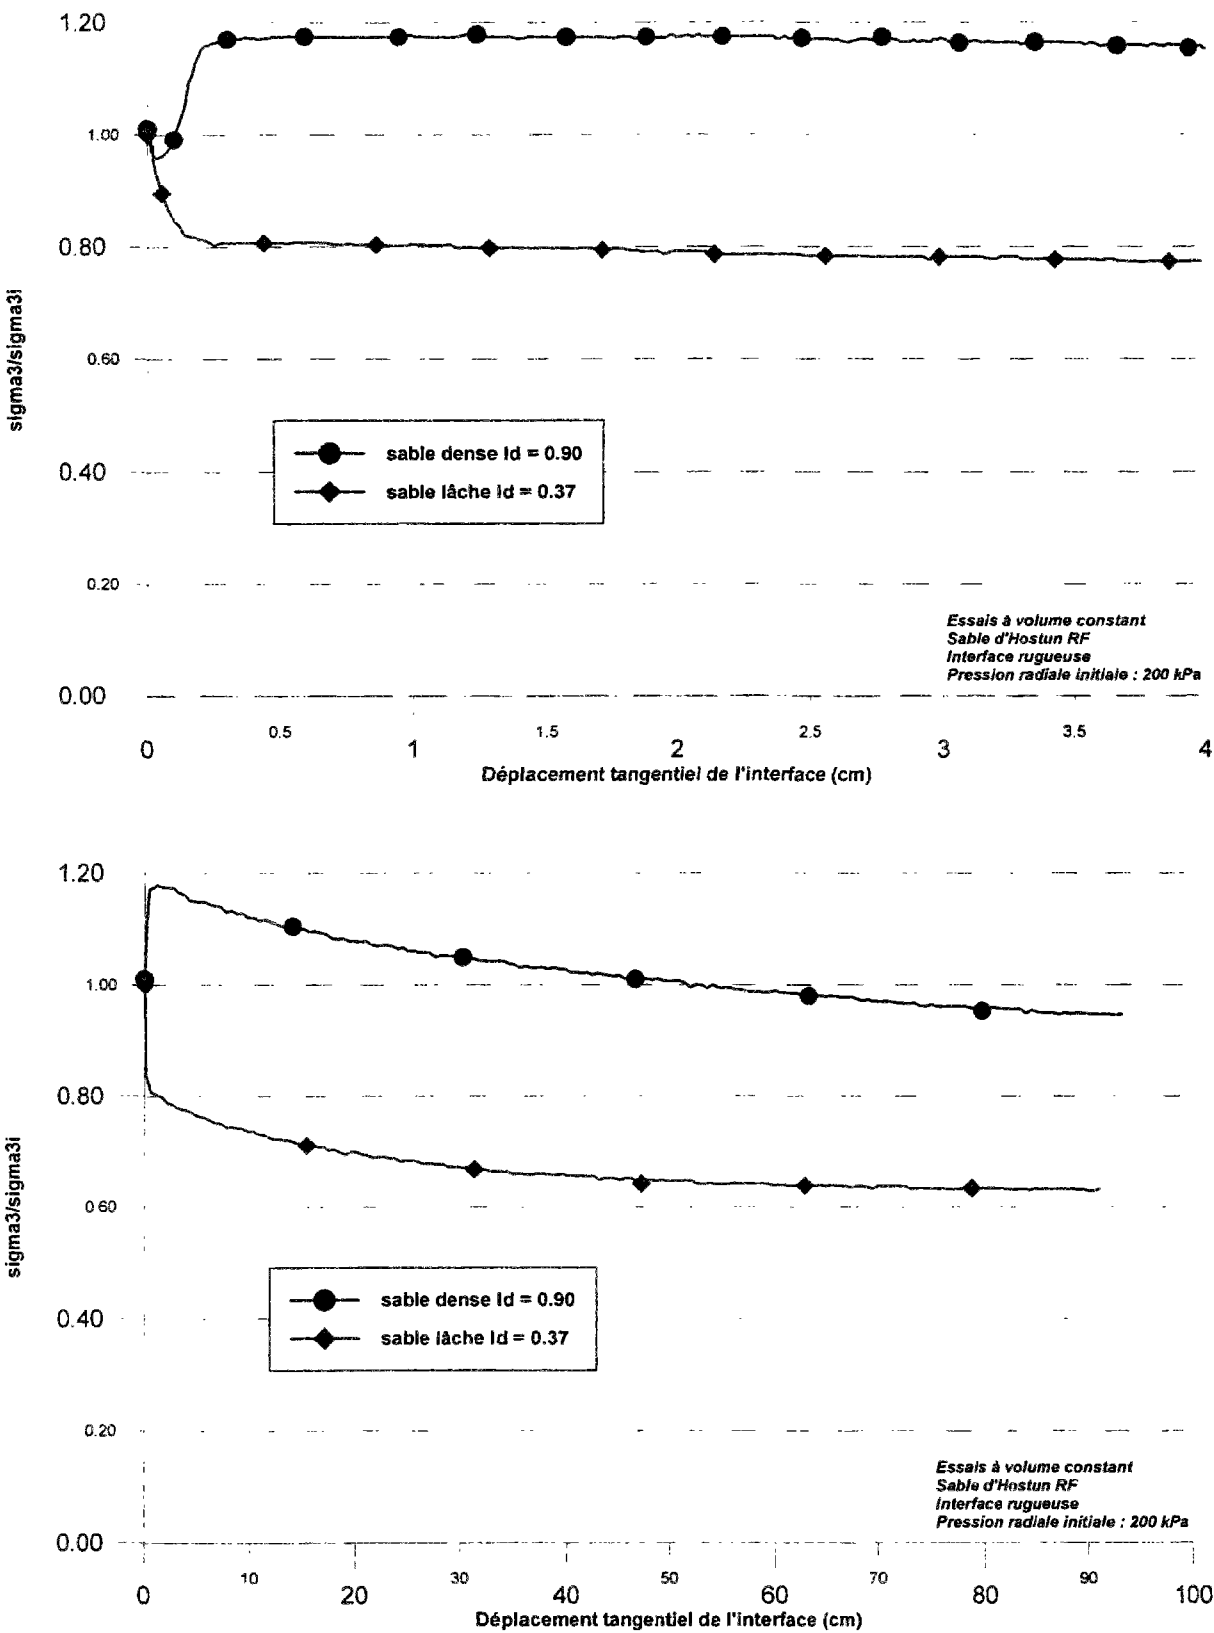 1.20
1.00
0.80
0.60
0.40
0.20
0.00
sigma3/sigma3i
sable dense Id = 0.90
sable lâche Id = 0.37
Essais à volume constant
Sable d'Hostun RF
Interface rugueuse
Pression radiale initiale : 200 kPa
0 0.5 1 1.5 2 2.5 3 3.5 4
Déplacement tangentiel de l'interface (cm)
1.20
1.00
0.80
0.60
0.40
0.20
0.00
sigma3/sigma3i
sable dense Id = 0.90
sable lâche Id = 0.37
Essais à volume constant
Sable d'Hostun RF
Interface rugueuse
Pression radiale initiale : 200 kPa
0 10 20 30 40 50 60 70 80 90 100
Déplacement tangentiel de l'interface (cm)